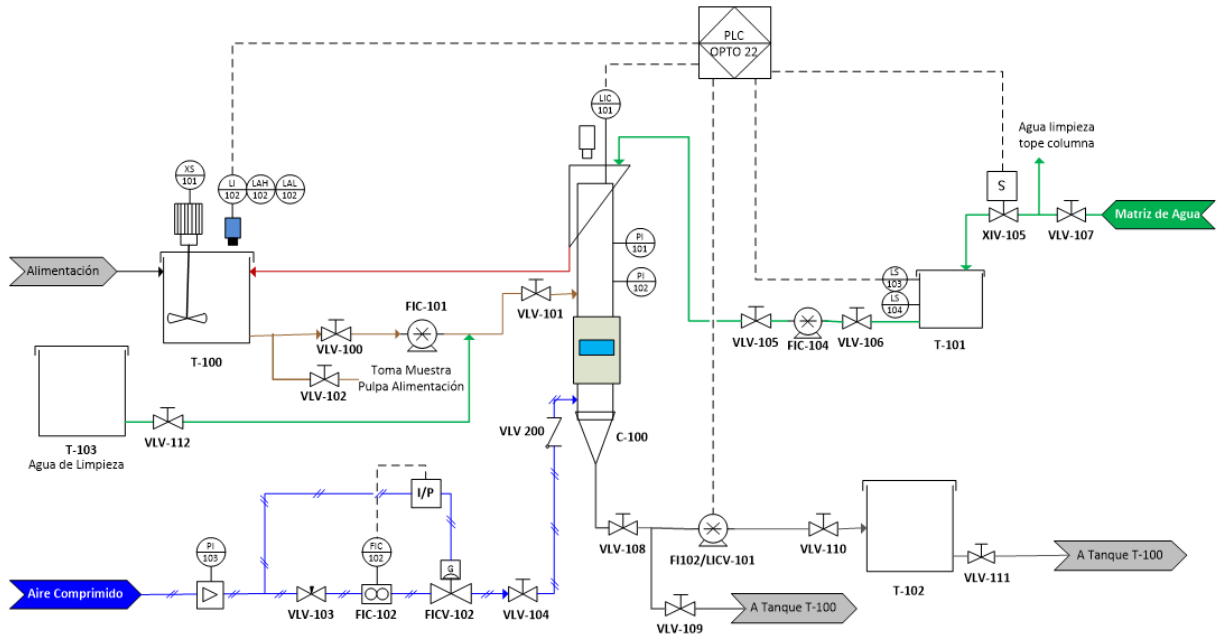 PLC
OPTO 22
LIC
101
Agua limpieza
tope columna
XS
101
LI
102
LAH
102
LAL
102
S
Matriz de Agua
XIV-105
VLV-107
Alimentación
PI
101
PI
102
LS
103
LS
104
FIC-101
VLV-101
VLV-100
VLV-105
FIC-104
VLV-106
T-101
T-100
VLV-102
Toma Muestra
Pulpa Alimentación
VLV 200
C-100
T-103
Agua de Limpieza
VLV-112
I/P
PI
103
FIC
102
G
VLV-108
FI102/LICV-101
VLV-110
T-102
VLV-111
A Tanque T-100
Aire Comprimido
VLV-103
FIC-102
FICV-102
VLV-104
VLV-109
A Tanque T-100